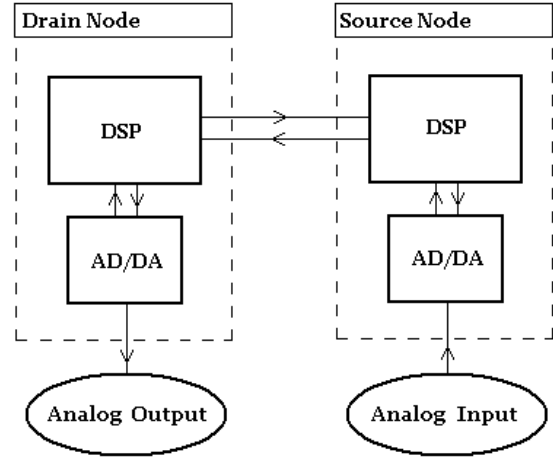 Drain Node
Source Node
DSP
DSP
AD/DA
AD/DA
Analog Output
Analog Input